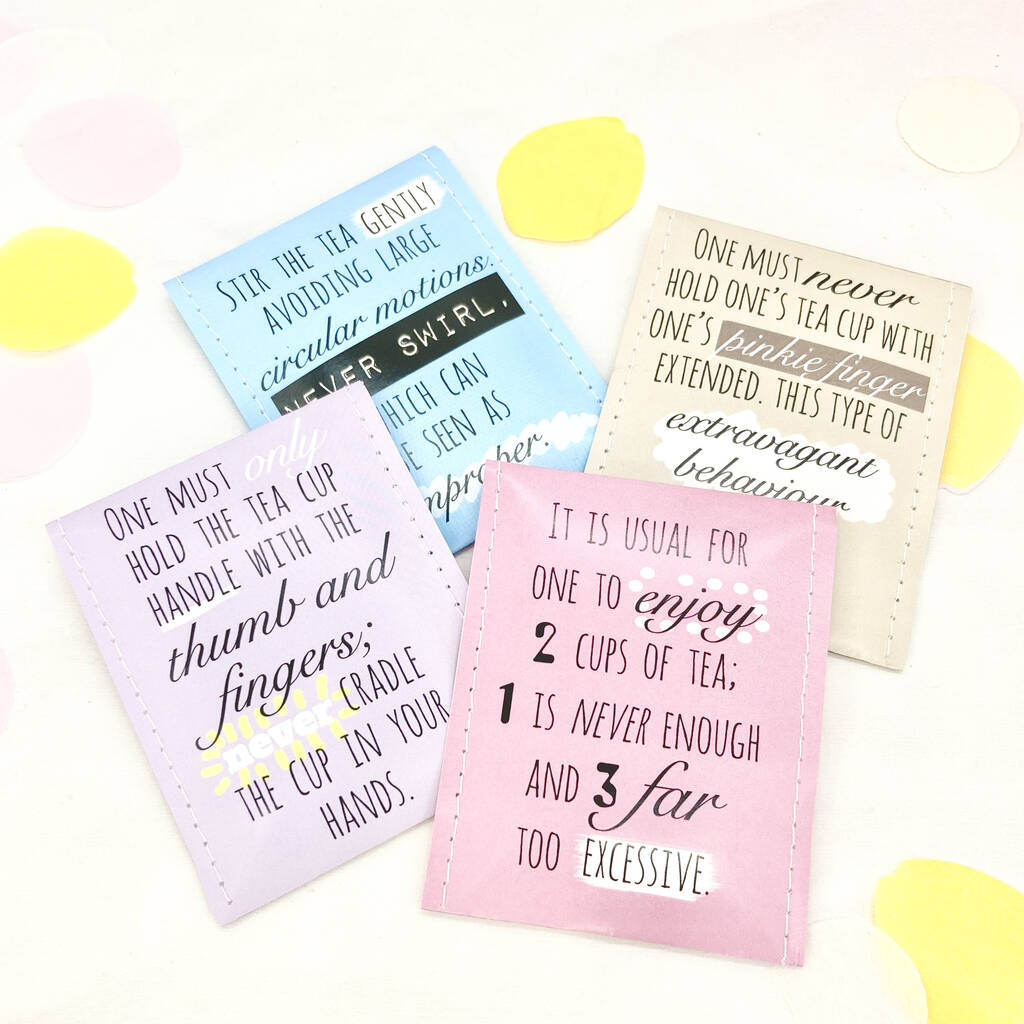 STIR THE TEA GENTLY
AVOIDING LARGE
circular motions.
NEVER SWIRL,
CAN
SEEN AS
ONE MUST never
HOLD ONE'S TEA CUP WITH
ONE'S pinkie finger
EXTENDED. THIS TYPE OF
extravagant
behaviour
ONE MUST only
HOLD THE TEA CUP
HANDLE WITH THE
thumb and
fingers;
never CRADLE
THE CUP IN YOUR
HANDS.
IT IS USUAL FOR
ONE TO enjoy
2 CUPS OF TEA;
1 IS NEVER ENOUGH
AND 3 far
TOO EXCESSIVE.